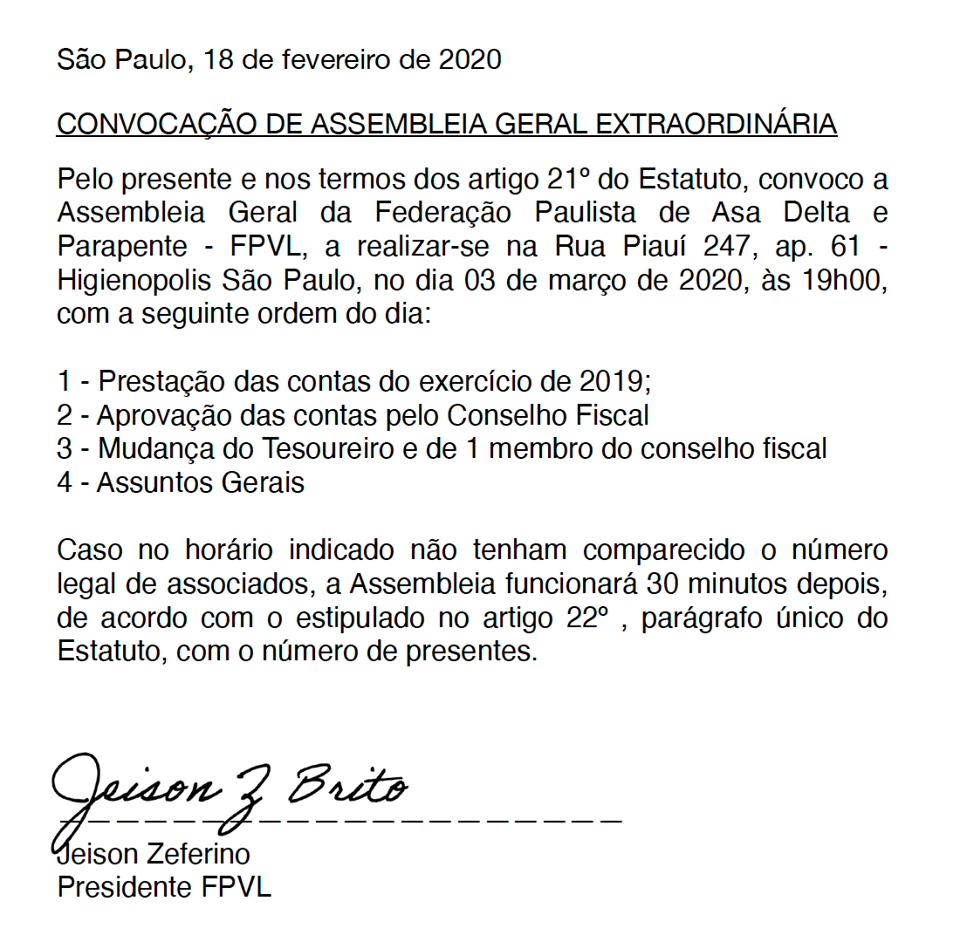 São Paulo, 18 de fevereiro de 2020
CONVOCAÇÃO DE ASSEMBLEIA GERAL EXTRAORDINÁRIA
Pelo presente e nos termos dos artigo 21º do Estatuto, convoco a
Assembleia Geral da Federação Paulista de Asa Delta e
Parapente - FPVL, a realizar-se na Rua Piauí 247, ap. 61 -
Higienopolis São Paulo, no dia 03 de março de 2020, às 19h00,
com a seguinte ordem do dia:
1 - Prestação das contas do exercício de 2019;
2 - Aprovação das contas pelo Conselho Fiscal
3 - Mudança do Tesoureiro e de 1 membro do conselho fiscal
4 - Assuntos Gerais
Caso no horário indicado não tenham comparecido o número
legal de associados, a Assembleia funcionará 30 minutos depois,
de acordo com o estipulado no artigo 22º , parágrafo único do
Estatuto, com o número de presentes.
Jeison Z Brito
Jeison Zeferino
Presidente FPVL